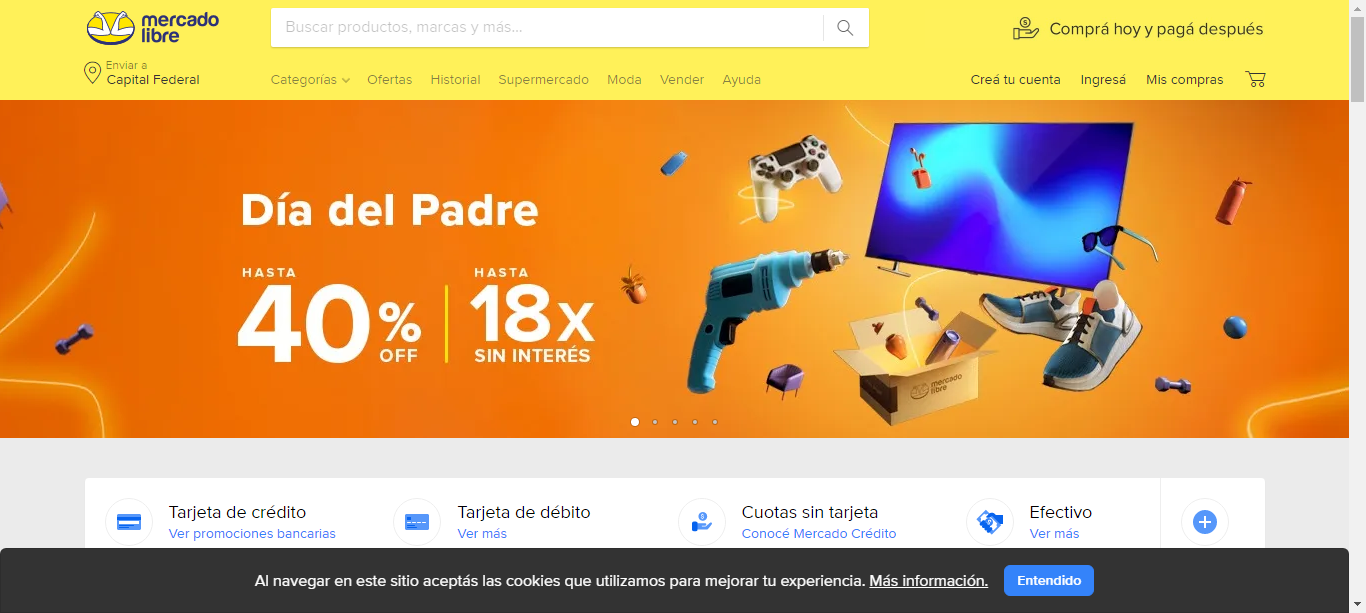 mercado
libre
Buscar productos, marcas y más...
Comprá hoy y pagá después
Enviar a
Capital Federal
Categorías
Ofertas
Historial
Supermercado
Moda
Vender
Ayuda
Creá tu cuenta
Ingresá
Mis compras
Día del Padre
HASTA
40%
OFF
HASTA
18x
SIN INTERÉS
mercado
libre
Tarjeta de crédito
Ver promociones bancarias
Tarjeta de débito
Ver más
Cuotas sin tarjeta
Conocé Mercado Crédito
Efectivo
Ver más
Al navegar en este sitio aceptás las cookies que utilizamos para mejorar tu experiencia. Más información.
Entendido